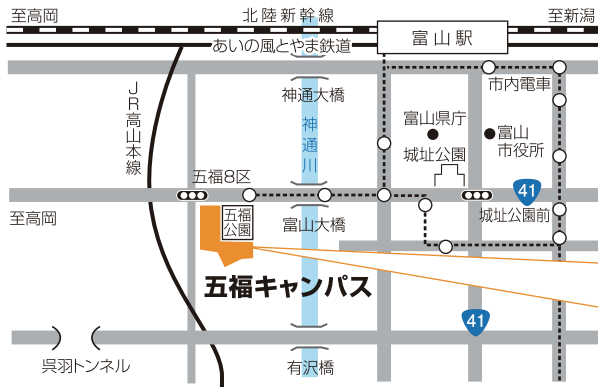 至高岡
北陸新幹線
至新潟
あいの風とやま鉄道
富山駅
市内電車
神通大橋
JR高山本線
神通川
富山県庁
富山
市役所
城址公園
五福8区
41
至高岡
五福
公園
富山大橋
城址公園前
五福キャンパス
41
呉羽トンネル
有沢橋